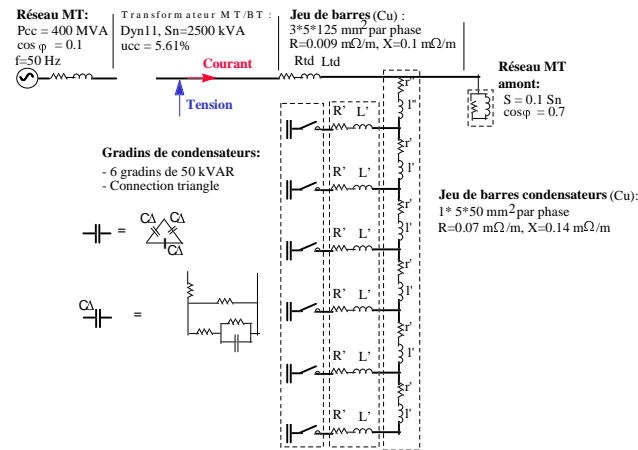 Réseau MT:
Pcc = 400 MVA
cos φ = 0.1
f=50 Hz
Transformateur MT/BT :
Dyn11, Sn=2500 kVA
ucc = 5.61%
Jeu de barres (Cu) :
3*5*125 mm² par phase
R=0.009 mΩ/m, X=0.1 mΩ/m
Rtd Ltd
Courant
Tension
Réseau MT
amont:
S = 0.1 Sn
cosφ = 0.7
r''
l''
R' L'
r'
l'
R' L'
r'
l'
R' L'
r'
l'
R' L'
r'
l'
R' L'
r'
l'
R' L'
Gradins de condensateurs:
- 6 gradins de 50 kVAR
- Connection triangle
Jeu de barres condensateurs (Cu):
1* 5*50 mm² par phase
R=0.07 mΩ/m, X=0.14 mΩ/m
=
CΔ CΔ
CΔ
CΔ
=